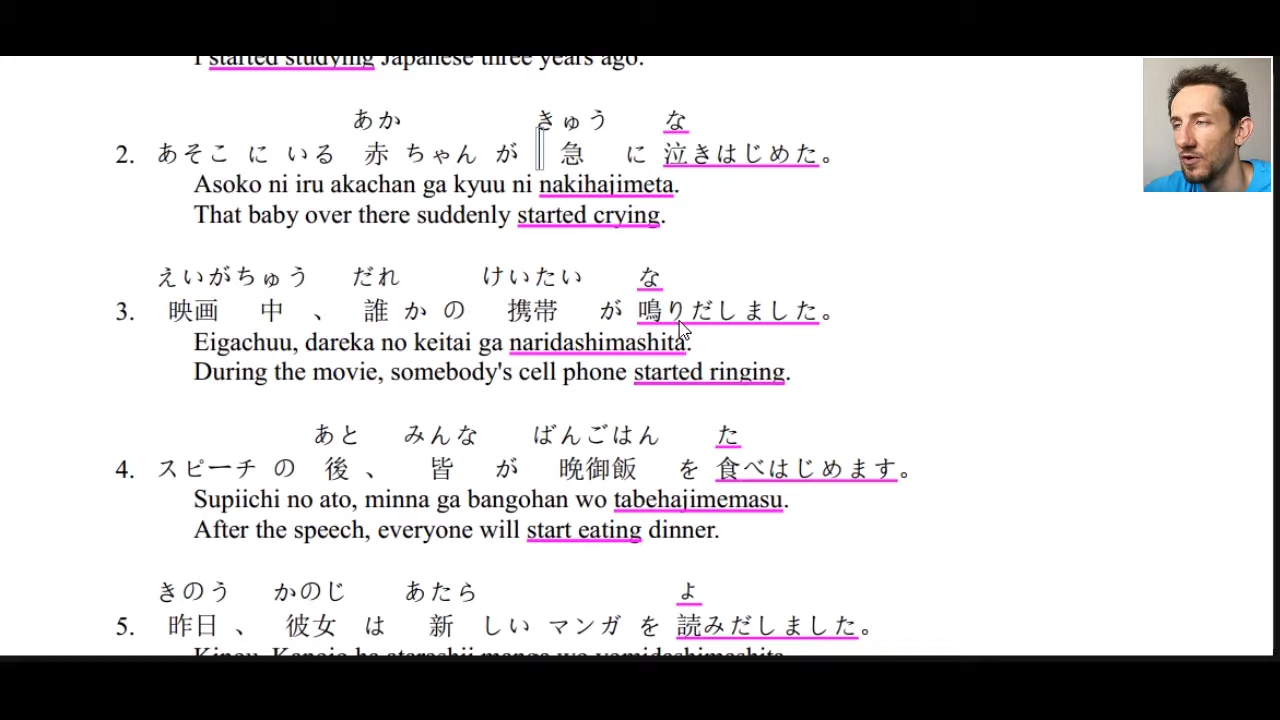 I started studying Japanese three years ago.
あか きゅう な
2. あそこ に いる 赤 ちゃん が 急 に 泣きはじめた。
Asoko ni iru akachan ga kyuu ni nakihajimeta.
That baby over there suddenly started crying.
えいがちゅう だれ けいたい な
3. 映画 中 、 誰 か の 携帯 が 鳴りだしました。
Eigachuu, dareka no keitai ga naridashimashita.
During the movie, somebody's cell phone started ringing.
あと みんな ばんごはん た
4. スピーチ の 後 、 皆 が 晩御飯 を 食べはじめます。
Supiichi no ato, minna ga bangohan wo tabehajimemasu.
After the speech, everyone will start eating dinner.
きのう かのじ あたら よ
5. 昨日 、 彼女 は 新 しい マンガ を 読みだしました。
Kinou, Kanojo ha atarashii manga wo yomidashimashita.